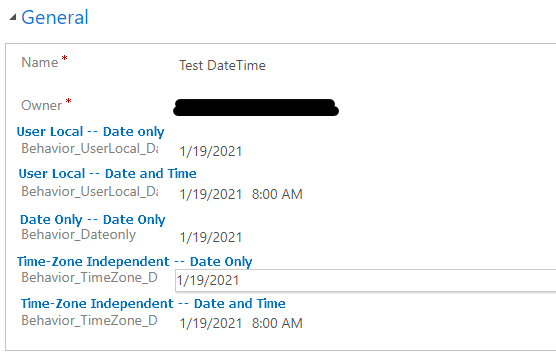 General
Name *
Test DateTime
Owner *
User Local -- Date only
Behavior_UserLocal_Da
1/19/2021
User Local -- Date and Time
Behavior_UserLocal_Da
1/19/2021 8:00 AM
Date Only -- Date Only
Behavior_Dateonly
1/19/2021
Time-Zone Independent -- Date Only
Behavior_TimeZone_D
1/19/2021
Time-Zone Independent -- Date and Time
Behavior_TimeZone_D
1/19/2021 8:00 AM